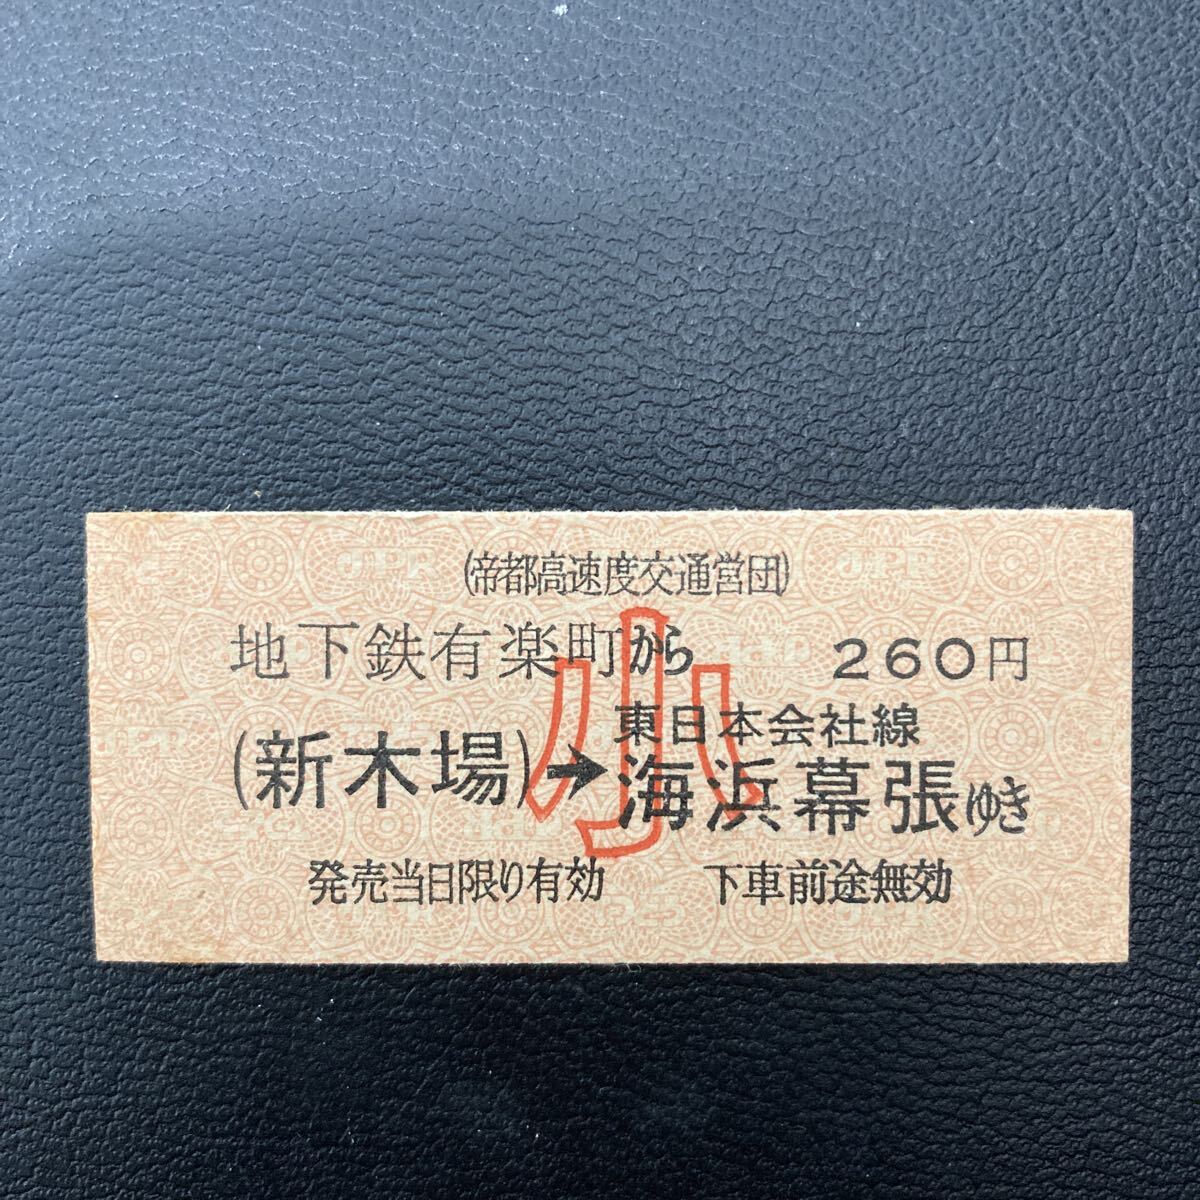 (帝都高速度交通営団)
地下鉄有楽町から 260円
(新木場)→東日本会社線
海浜幕張ゆき
小
発売当日限り有効 下車前途無効